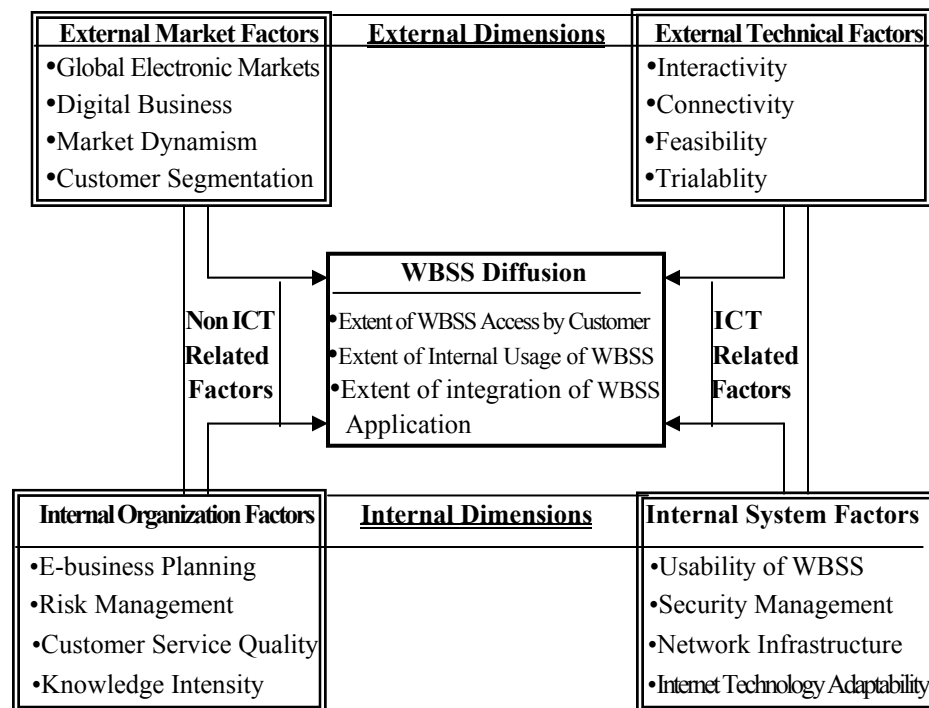 External Market Factors
•Global Electronic Markets
•Digital Business
•Market Dynamism
•Customer Segmentation
External Dimensions
External Technical Factors
•Interactivity
•Connectivity
•Feasibility
•Trialablity
Non ICT
Related
Factors
WBSS Diffusion
•Extent of WBSS Access by Customer
•Extent of Internal Usage of WBSS
•Extent of integration of WBSS
Application
ICT
Related
Factors
Internal Organization Factors
•E-business Planning
•Risk Management
•Customer Service Quality
•Knowledge Intensity
Internal Dimensions
Internal System Factors
•Usability of WBSS
•Security Management
•Network Infrastructure
•Internet Technology Adaptability